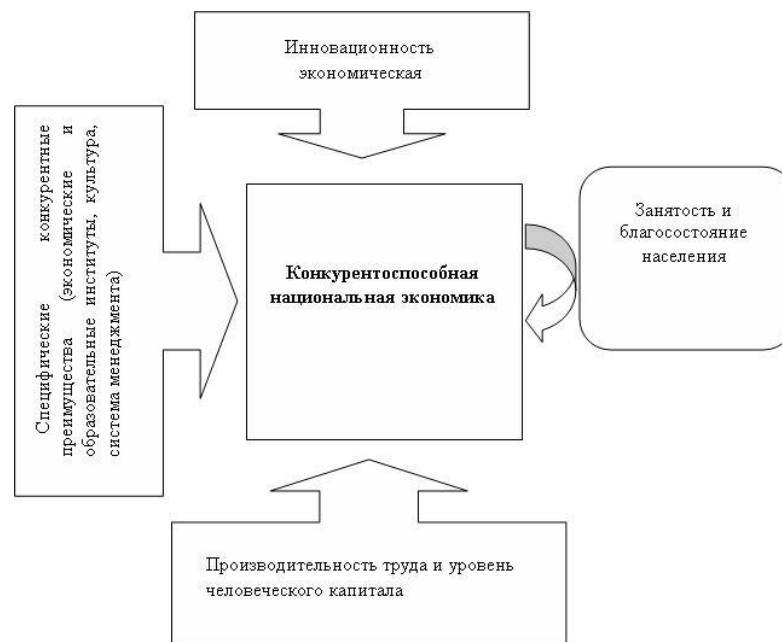 Инновационность
экономическая
Специфические конкурентные
преимущества (экономические и
образовательные институты, культура,
система менеджмента)
Конкурентоспособная
национальная экономика
Занятость и
благосостояние
населения
Производительность труда и уровень
человеческого капитала